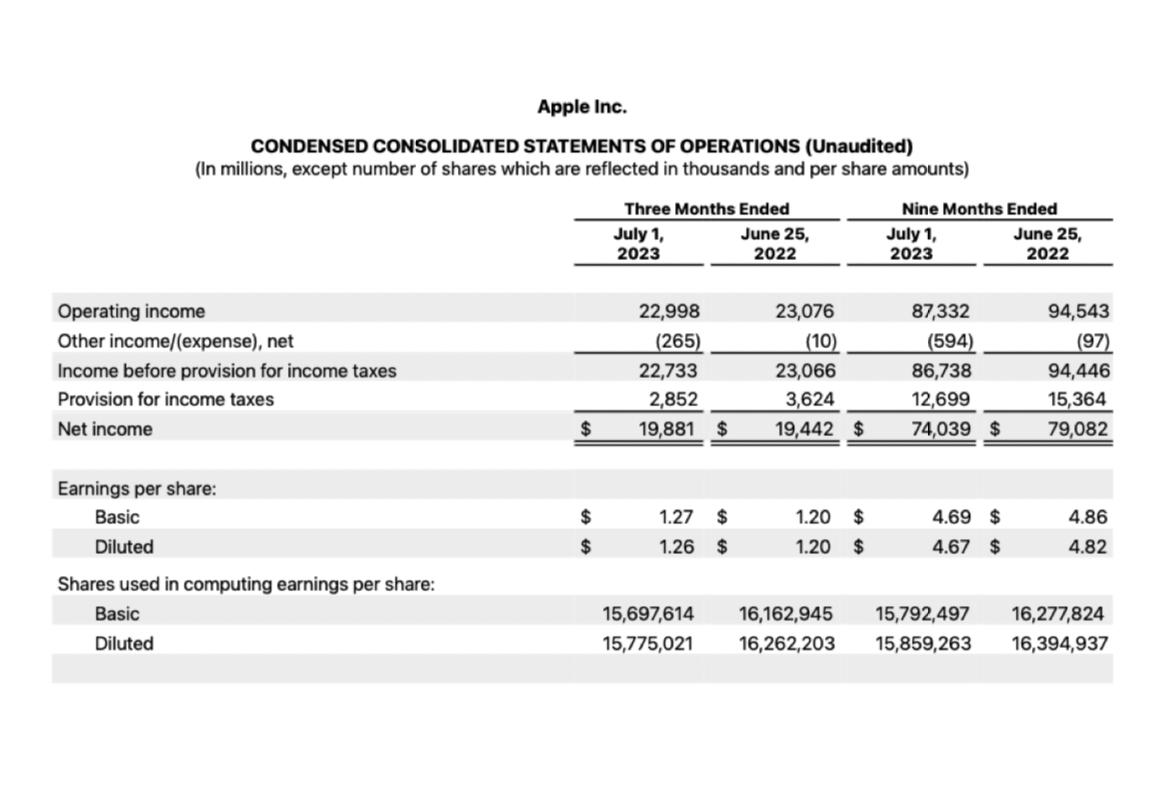 Apple Inc.
CONDENSED CONSOLIDATED STATEMENTS OF OPERATIONS (Unaudited)
(In millions, except number of shares which are reflected in thousands and per share amounts)
Three Months Ended Nine Months Ended
July 1, 2023 June 25, 2022 July 1, 2023 June 25, 2022
Operating income 22,998 23,076 87,332 94,543
Other income/(expense), net (265) (10) (594) (97)
Income before provision for income taxes 22,733 23,066 86,738 94,446
Provision for income taxes 2,852 3,624 12,699 15,364
Net income $ 19,881 $ 19,442 $ 74,039 $ 79,082
Earnings per share:
Basic $ 1.27 $ 1.20 $ 4.69 $ 4.86
Diluted $ 1.26 $ 1.20 $ 4.67 $ 4.82
Shares used in computing earnings per share:
Basic 15,697,614 16,162,945 15,792,497 16,277,824
Diluted 15,775,021 16,262,203 15,859,263 16,394,937